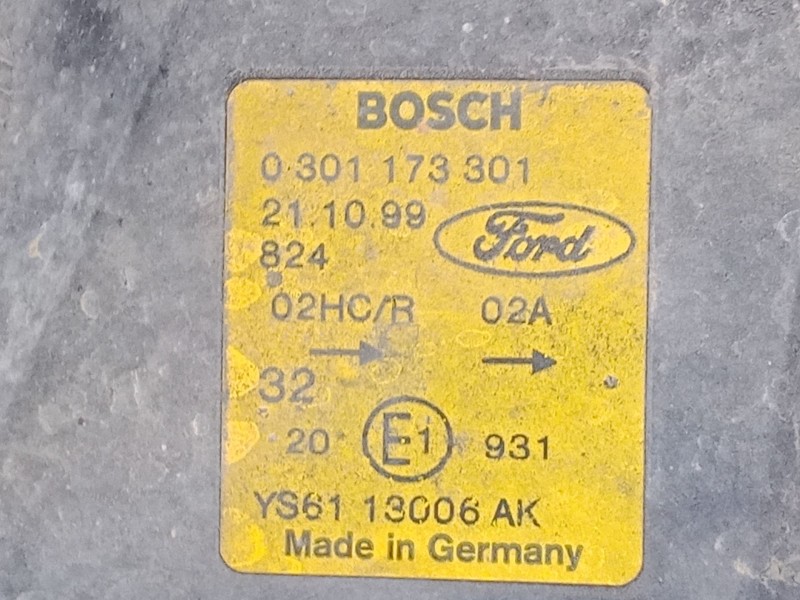 BOSCH
0 301 173 301
21.10.99
Ford
824
02HC/R 02A
32
20 E1 931
YS61 13006 AK
Made in Germany